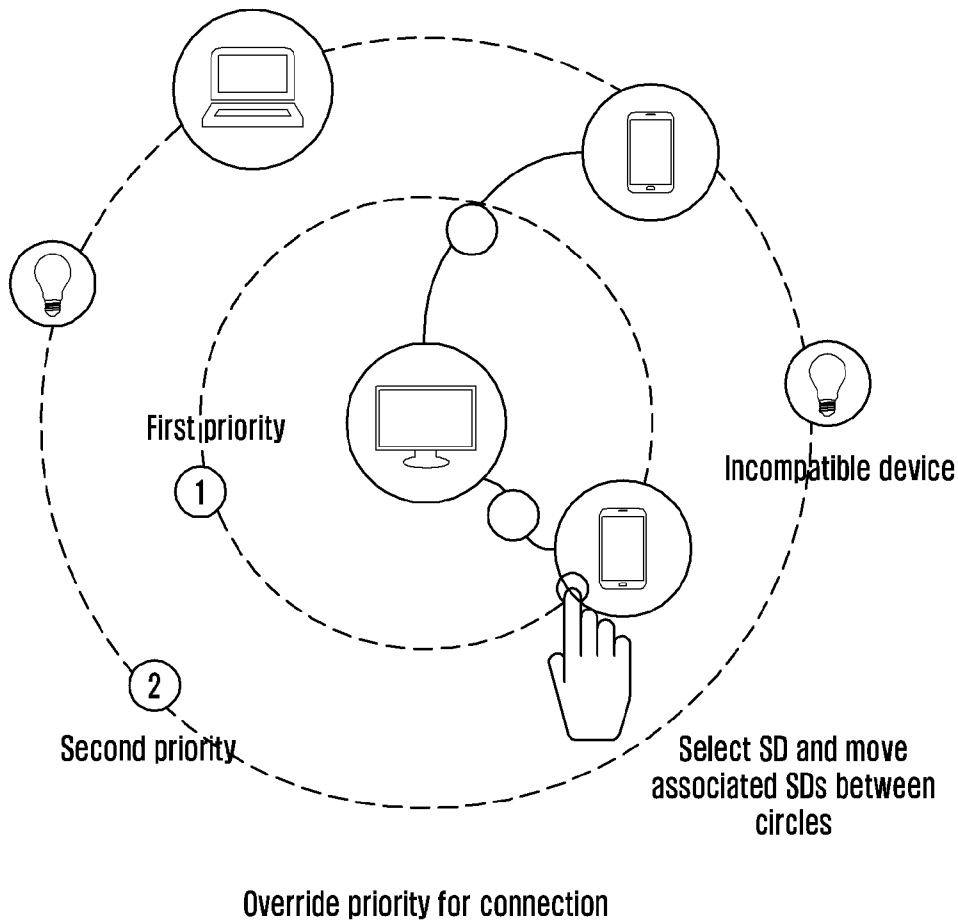 First priority
1
Incompatible device
2
Second priority
Select SD and move
associated SDs between
circles
Override priority for connection